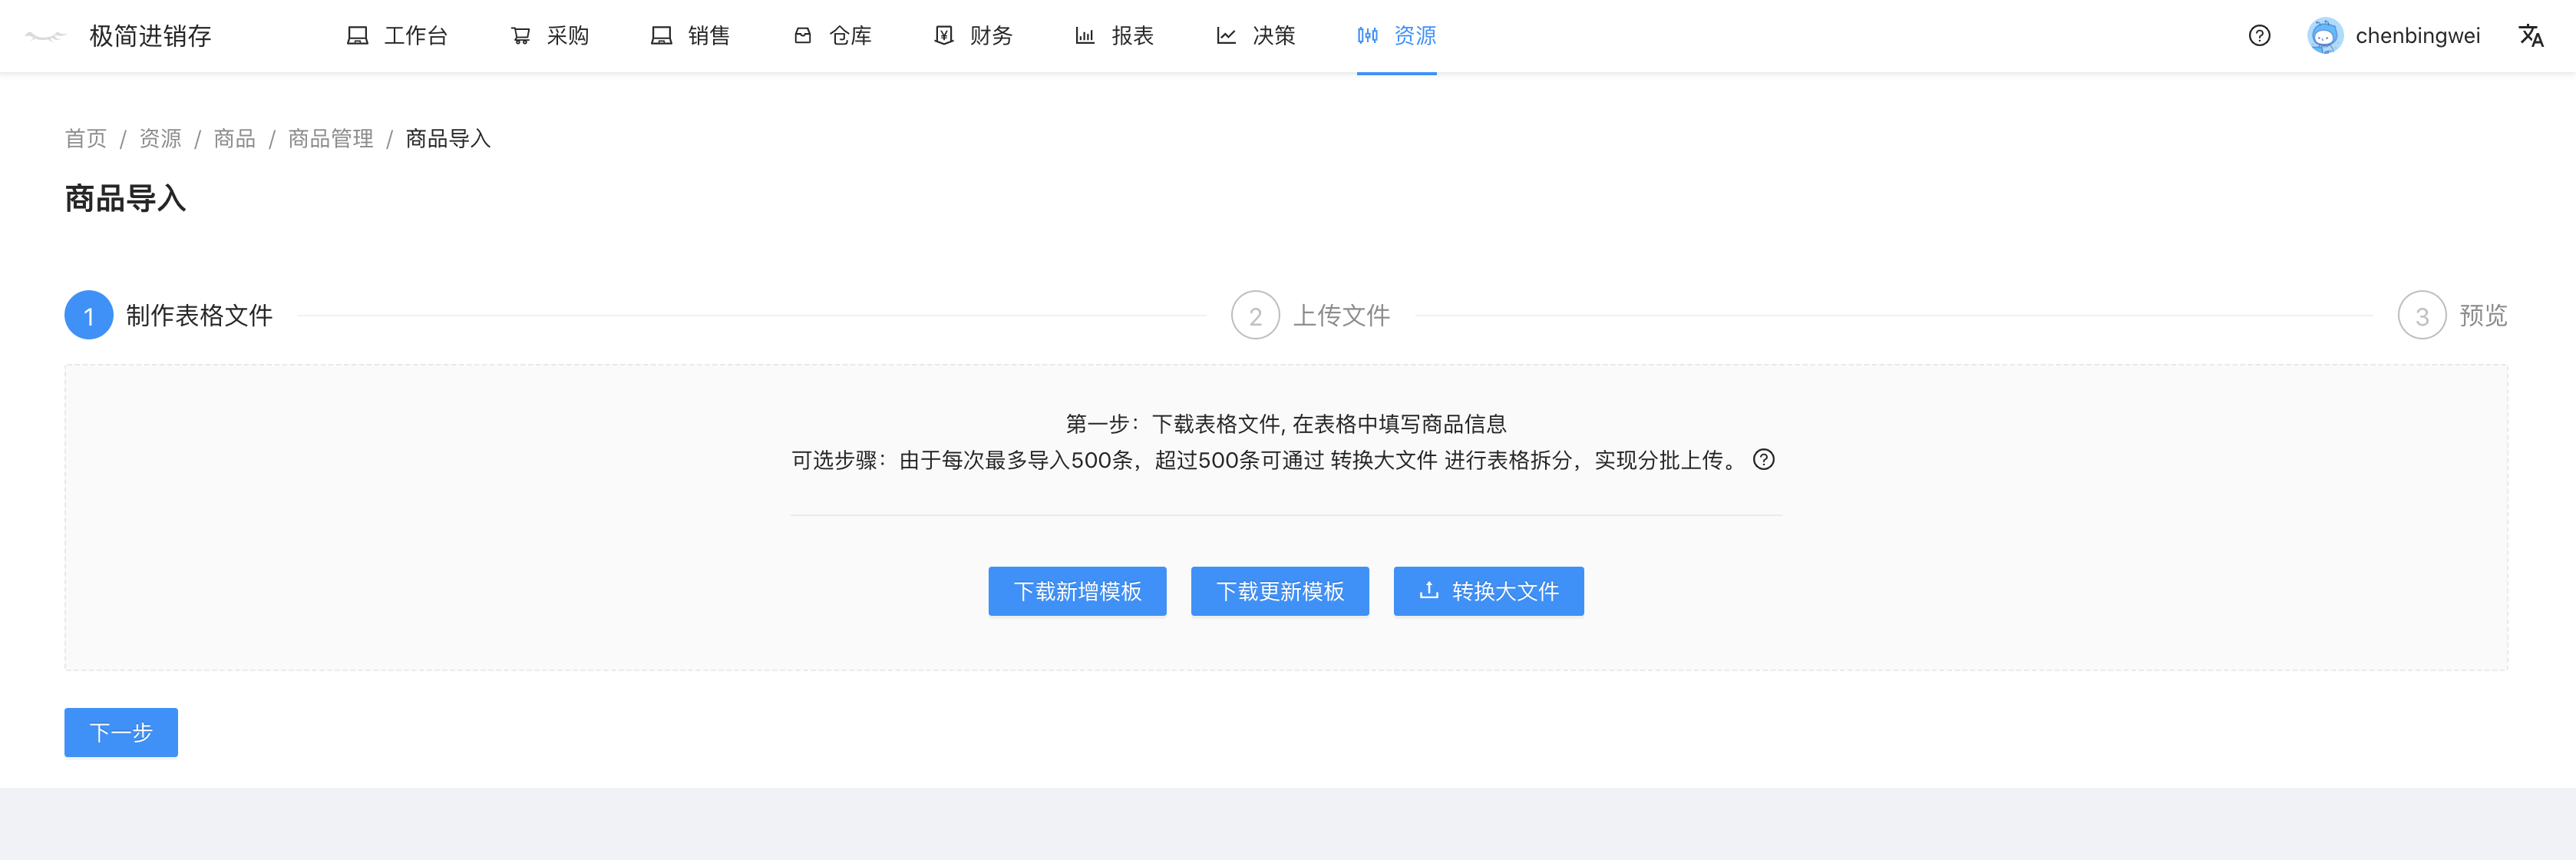 极简进销存 工作台 采购 销售 仓库 财务 报表 决策 资源 chenbingwei
首页 / 资源 / 商品 / 商品管理 / 商品导入
商品导入
1 制作表格文件 2 上传文件 3 预览
第一步：下载表格文件, 在表格中填写商品信息
可选步骤：由于每次最多导入500条，超过500条可通过 转换大文件 进行表格拆分，实现分批上传。
下载新增模板 下载更新模板 转换大文件
下一步